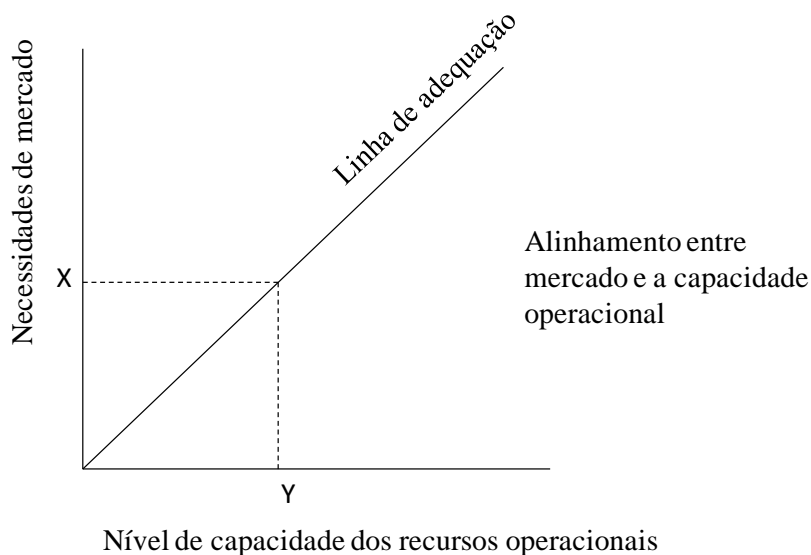 Necessidades de mercado
Linha de adequação
X
Alinhamento entre
mercado e a capacidade
operacional
Y
Nível de capacidade dos recursos operacionais